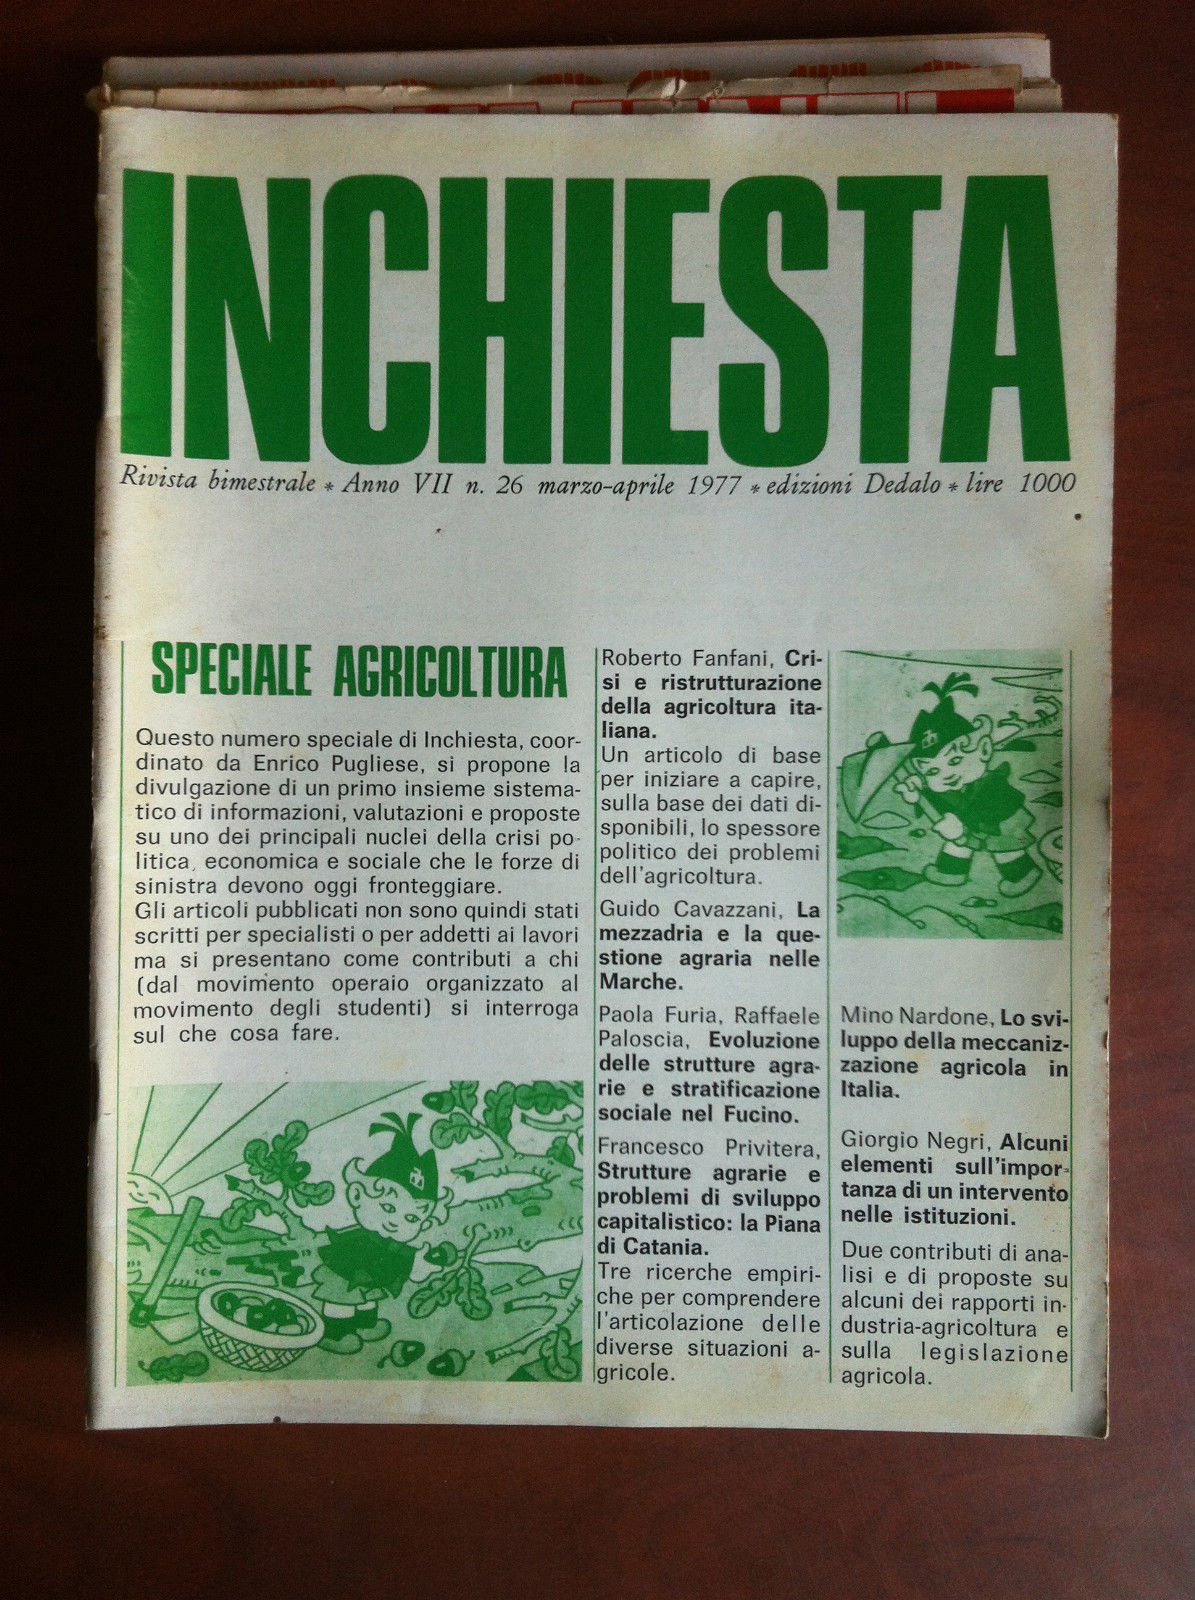 INCHIESTA
Rivista bimestrale * Anno VII n. 26 marzo-aprile 1977 * edizioni Dedalo * lire 1000
SPECIALE AGRICOLTURA
Questo numero speciale di Inchiesta, coor-
dinato da Enrico Pugliese, si propone la
divulgazione di un primo insieme sistema-
tico di informazioni, valutazioni e proposte
su uno dei principali nuclei della crisi po-
litica, economica e sociale che le forze di
sinistra devono oggi fronteggiare.
Gli articoli pubblicati non sono quindi stati
scritti per specialisti o per addetti ai lavori
ma si presentano come contributi a chi
(dal movimento operaio organizzato al
movimento degli studenti) si interroga
sul che cosa fare.
Roberto Fanfani, Cri-
si e ristrutturazione
della agricoltura ita-
liana.
Un articolo di base
per iniziare a capire,
sulla base dei dati di-
sponibili, lo spessore
politico dei problemi
dell'agricoltura.
Guido Cavazzani, La
mezzadria e la que-
stione agraria nelle
Marche.
Paola Furia, Raffaele
Paloscia, Evoluzione
delle strutture agra-
rie e stratificazione
sociale nel Fucino.
Francesco Privitera,
Strutture agrarie e
problemi di sviluppo
capitalistico: la Piana
di Catania.
Tre ricerche empiri-
che per comprendere
l'articolazione delle
diverse situazioni a-
gricole.
Mino Nardone, Lo svi-
luppo della meccaniz-
zazione agricola in
Italia.
Giorgio Negri, Alcuni
elementi sull'impor-
tanza di un intervento
nelle istituzioni.
Due contributi di ana-
lisi e di proposte su
alcuni dei rapporti in-
dustria-agricoltura e
sulla legislazione
agricola.